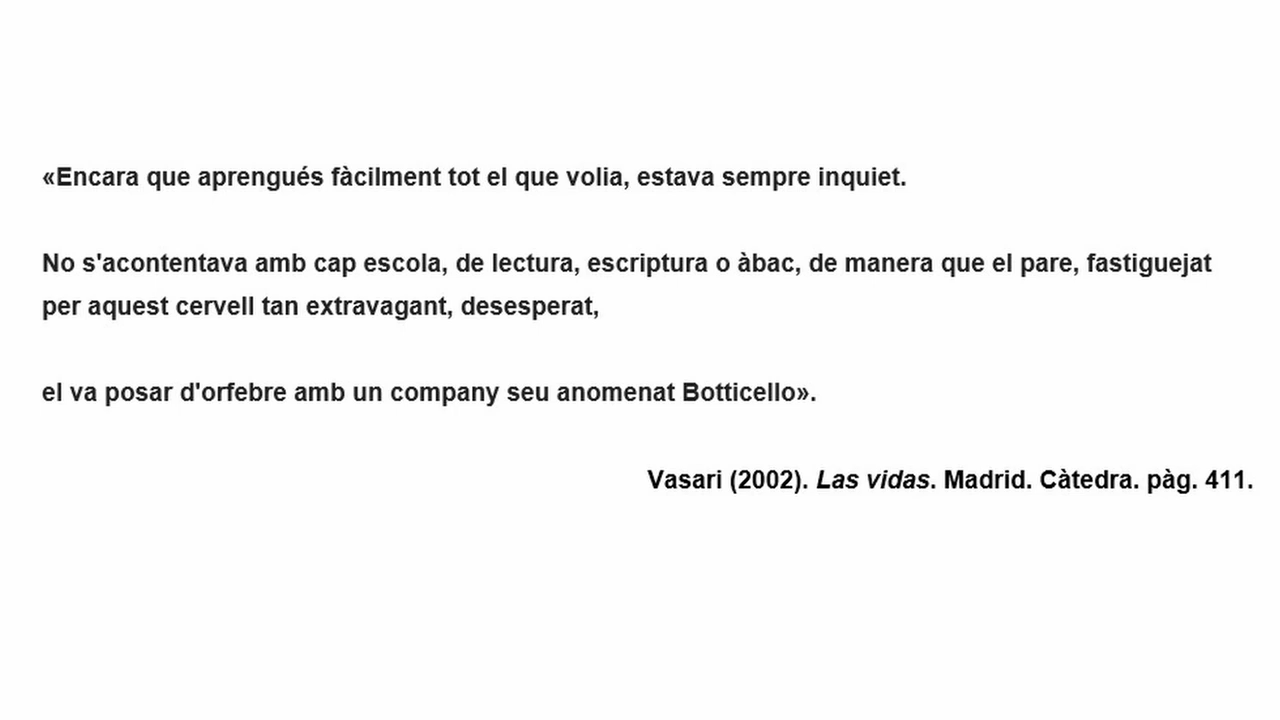 «Encara que aprengués fàcilment tot el que volia, estava sempre inquiet.
No s'acontentava amb cap escola, de lectura, escriptura o àbac, de manera que el pare, fastiguejat
per aquest cervell tan extravagant, desesperat,
el va posar d'orfebre amb un company seu anomenat Botticello».
Vasari (2002). Las vidas. Madrid. Càtedra. pàg. 411.